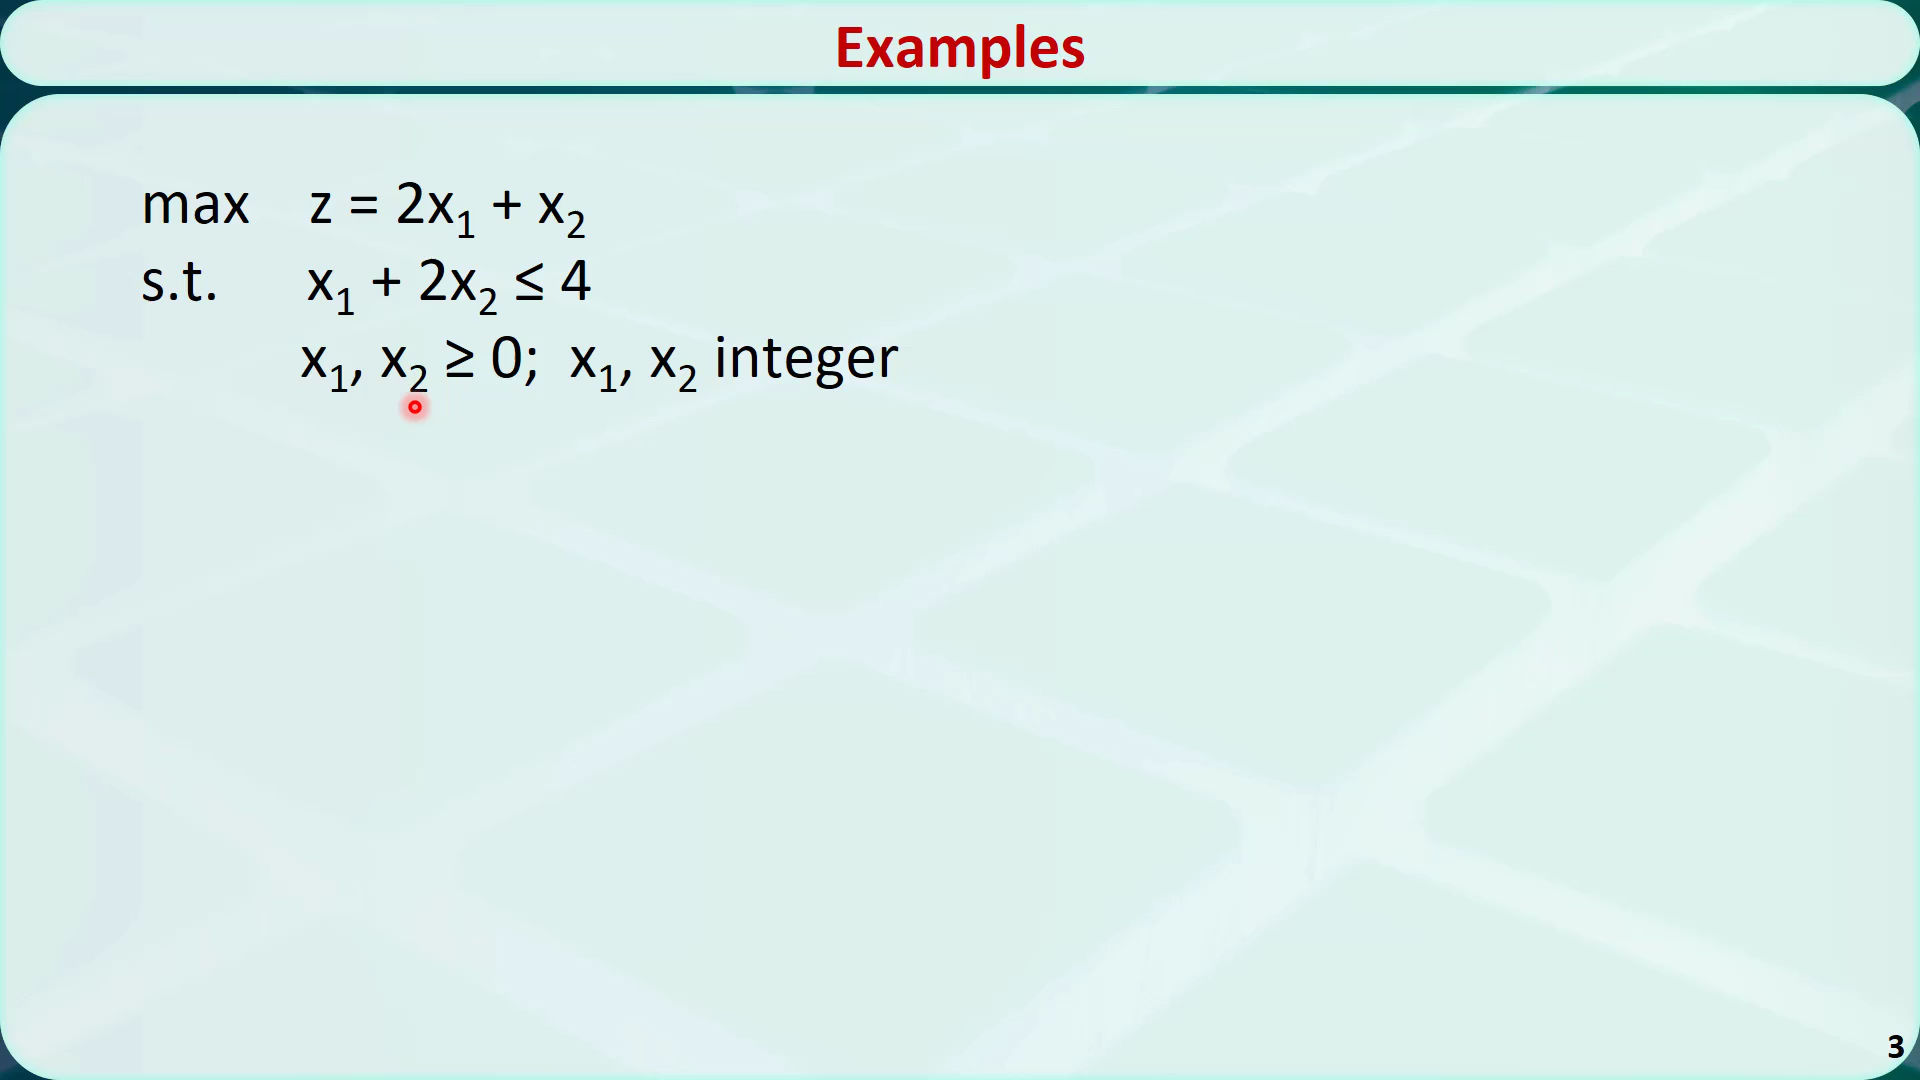 Examples
max z = 2x₁ + x₂
s.t. x₁ + 2x₂ ≤ 4
x₁, x₂ ≥ 0; x₁, x₂ integer
3